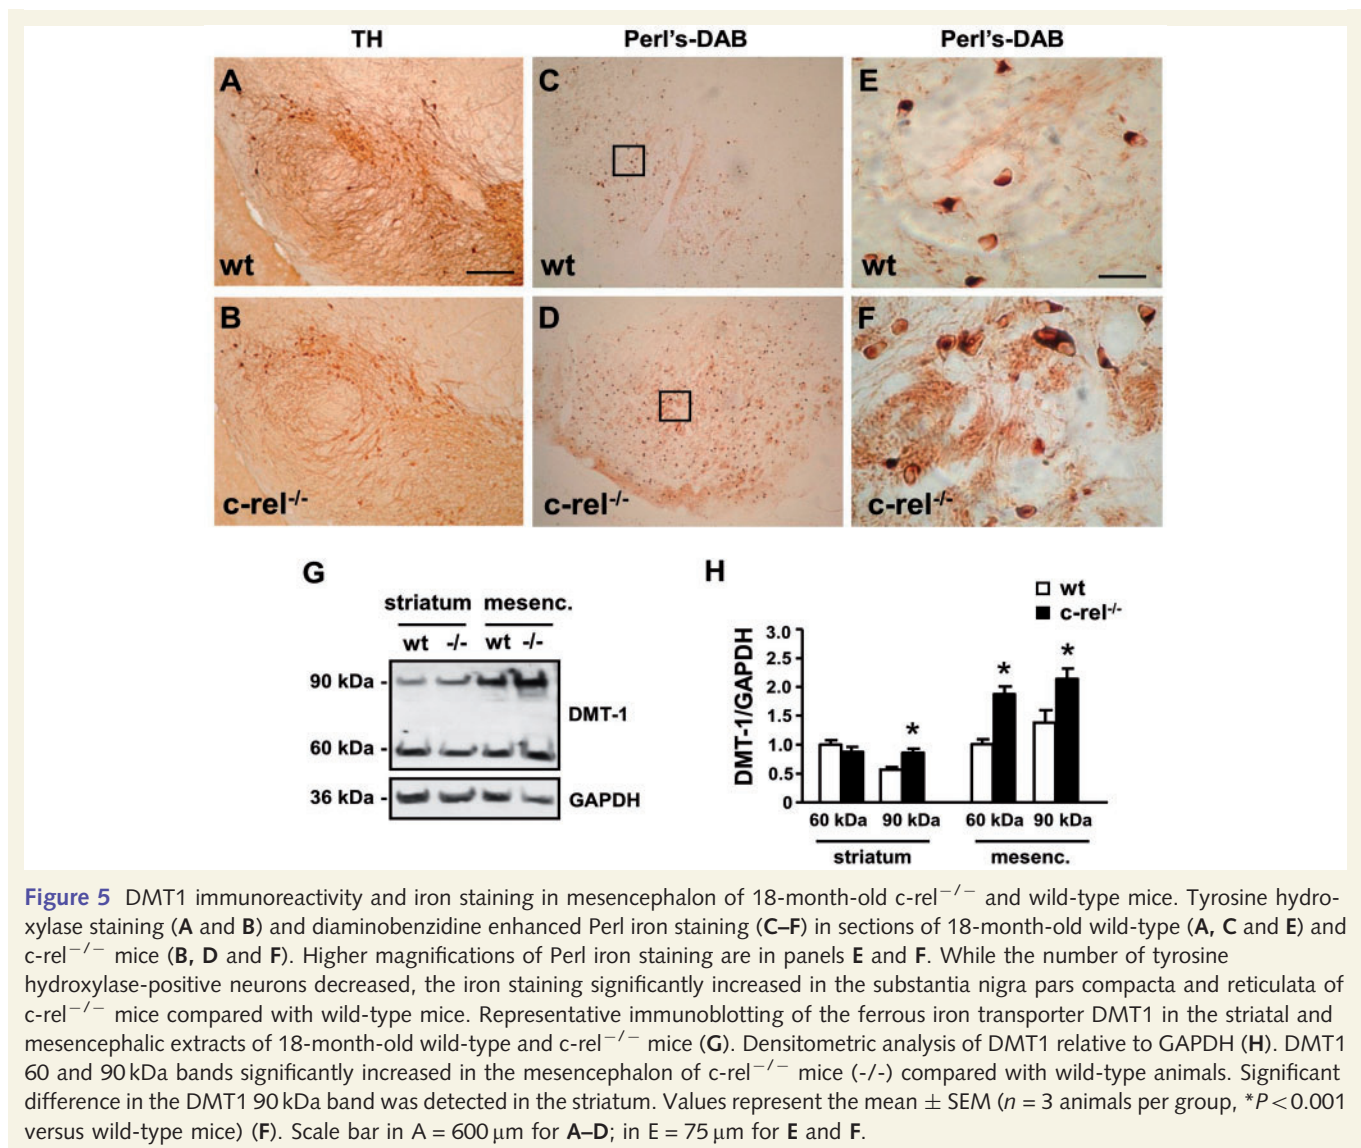 TH Perl's-DAB Perl's-DAB
A C E
wt wt wt
B D F
c-rel-/- c-rel-/- c-rel-/-
G
striatum mesenc.
wt -/- wt -/-
90 kDa -
DMT-1
60 kDa -
36 kDa - GAPDH
H
wt
c-rel-/-
DMT-1/GAPDH
3.0
2.5
2.0
1.5
1.0
0.5
0
* * *
60 kDa 90 kDa 60 kDa 90 kDa
striatum mesenc.
Figure 5 DMT1 immunoreactivity and iron staining in mesencephalon of 18-month-old c-rel−/− and wild-type mice. Tyrosine hydro-
xylase staining (A and B) and diaminobenzidine enhanced Perl iron staining (C–F) in sections of 18-month-old wild-type (A, C and E) and
c-rel−/− mice (B, D and F). Higher magnifications of Perl iron staining are in panels E and F. While the number of tyrosine
hydroxylase-positive neurons decreased, the iron staining significantly increased in the substantia nigra pars compacta and reticulata of
c-rel−/− mice compared with wild-type mice. Representative immunoblotting of the ferrous iron transporter DMT1 in the striatal and
mesencephalic extracts of 18-month-old wild-type and c-rel−/− mice (G). Densitometric analysis of DMT1 relative to GAPDH (H). DMT1
60 and 90 kDa bands significantly increased in the mesencephalon of c-rel−/− mice (-/-) compared with wild-type animals. Significant
difference in the DMT1 90 kDa band was detected in the striatum. Values represent the mean ± SEM (n = 3 animals per group, *P < 0.001
versus wild-type mice) (F). Scale bar in A = 600 µm for A–D; in E = 75 µm for E and F.